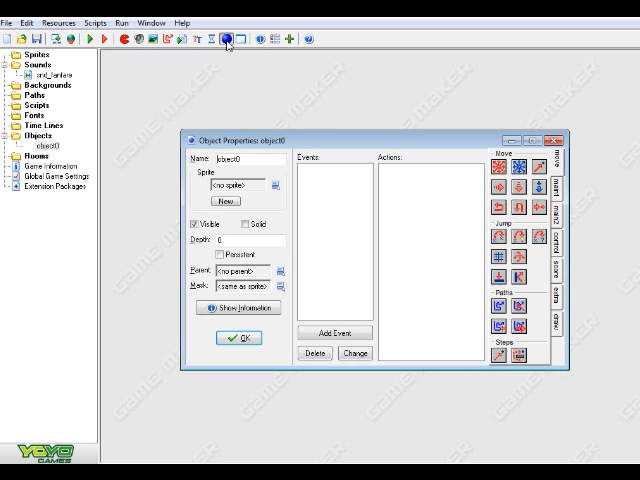 File Edit Resources Scripts Run Window Help
Sprites
Sounds
snd_fanfare
Backgrounds
Paths
Scripts
Fonts
Time Lines
Objects
object0
Rooms
Game Information
Global Game Settings
Extension Packages
Object Properties: object0
Name: object0
Sprite
<no sprite>
New
Visible Solid
Depth: 0
Persistent
Parent: <no parent>
Mask: <same as sprite>
Show Information
OK
Events:
Add Event
Delete Change
Actions:
Move
Jump
Paths
Steps
move
main1
main2
control
score
extra
draw
YOYO
GAMES
GAME MAKER